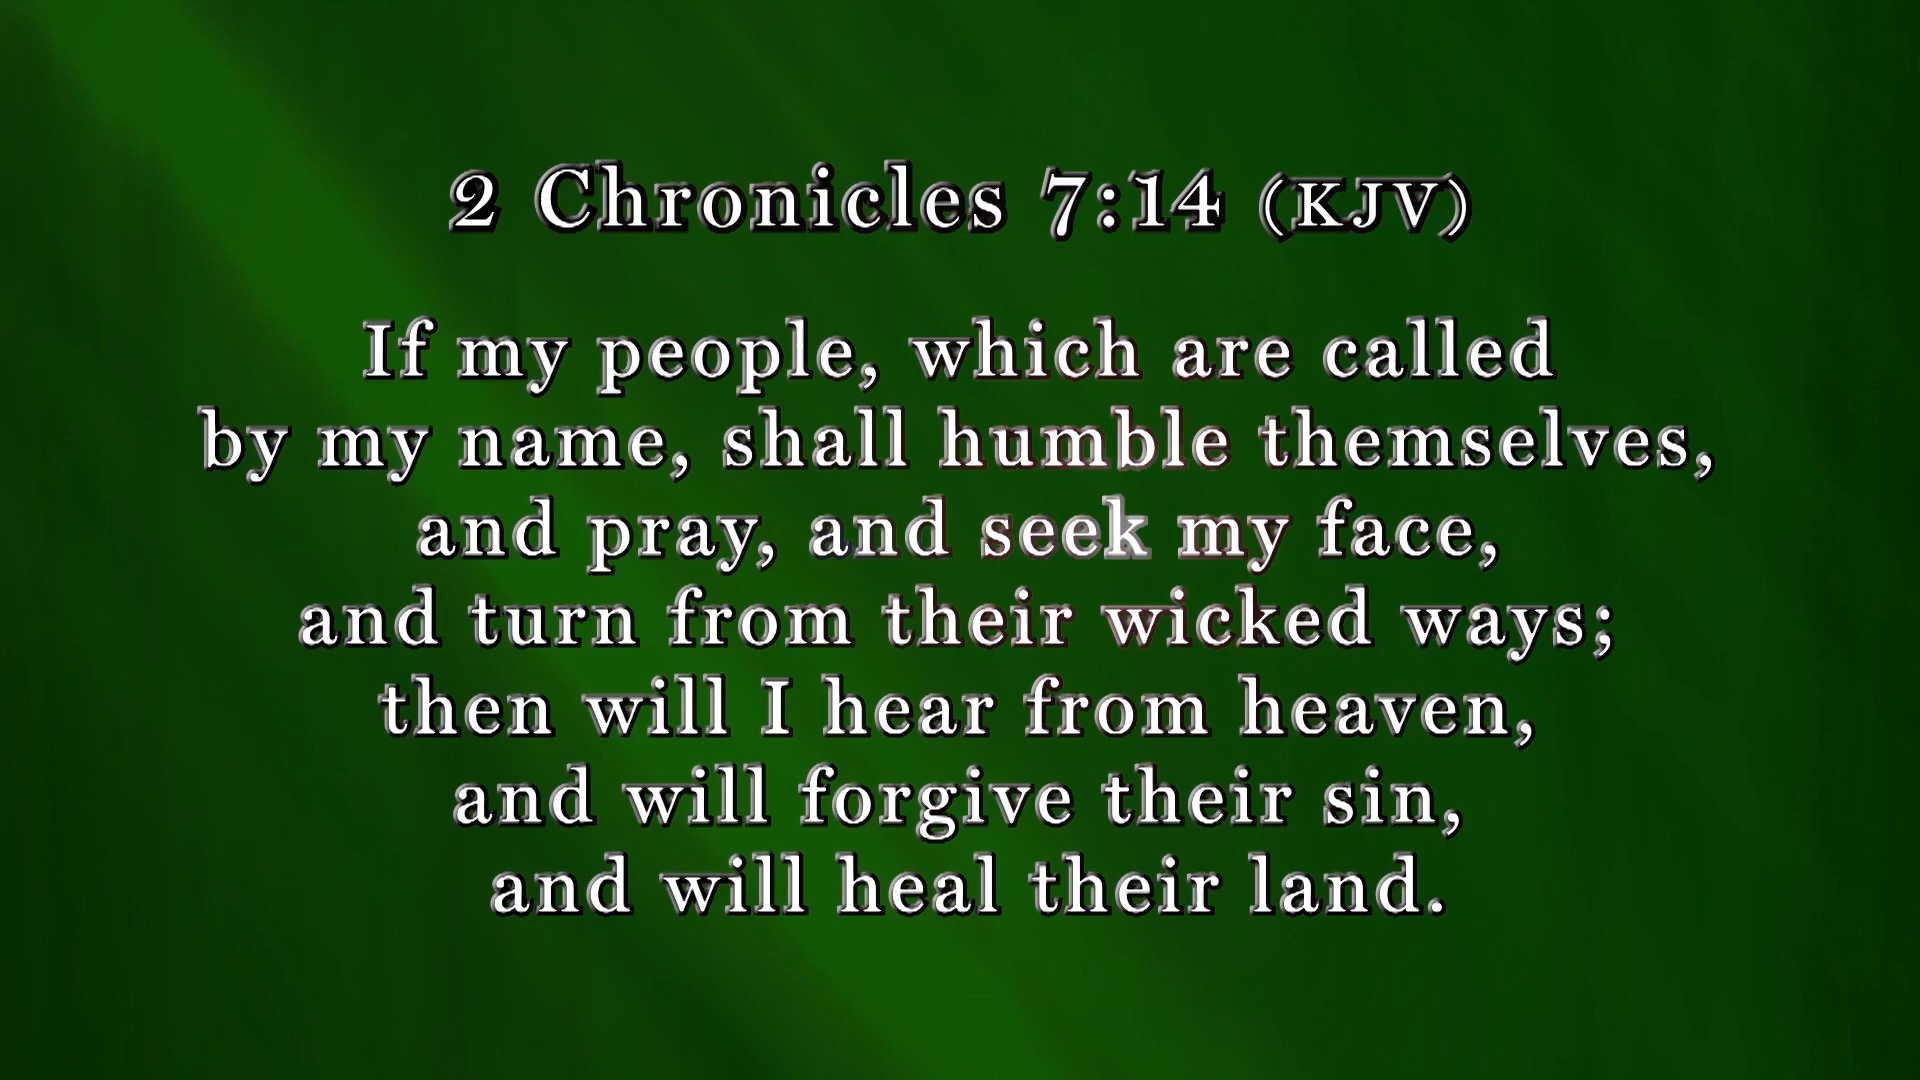 2 Chronicles 7:14 (KJV)
If my people, which are called
by my name, shall humble themselves,
and pray, and seek my face,
and turn from their wicked ways;
then will I hear from heaven,
and will forgive their sin,
and will heal their land.